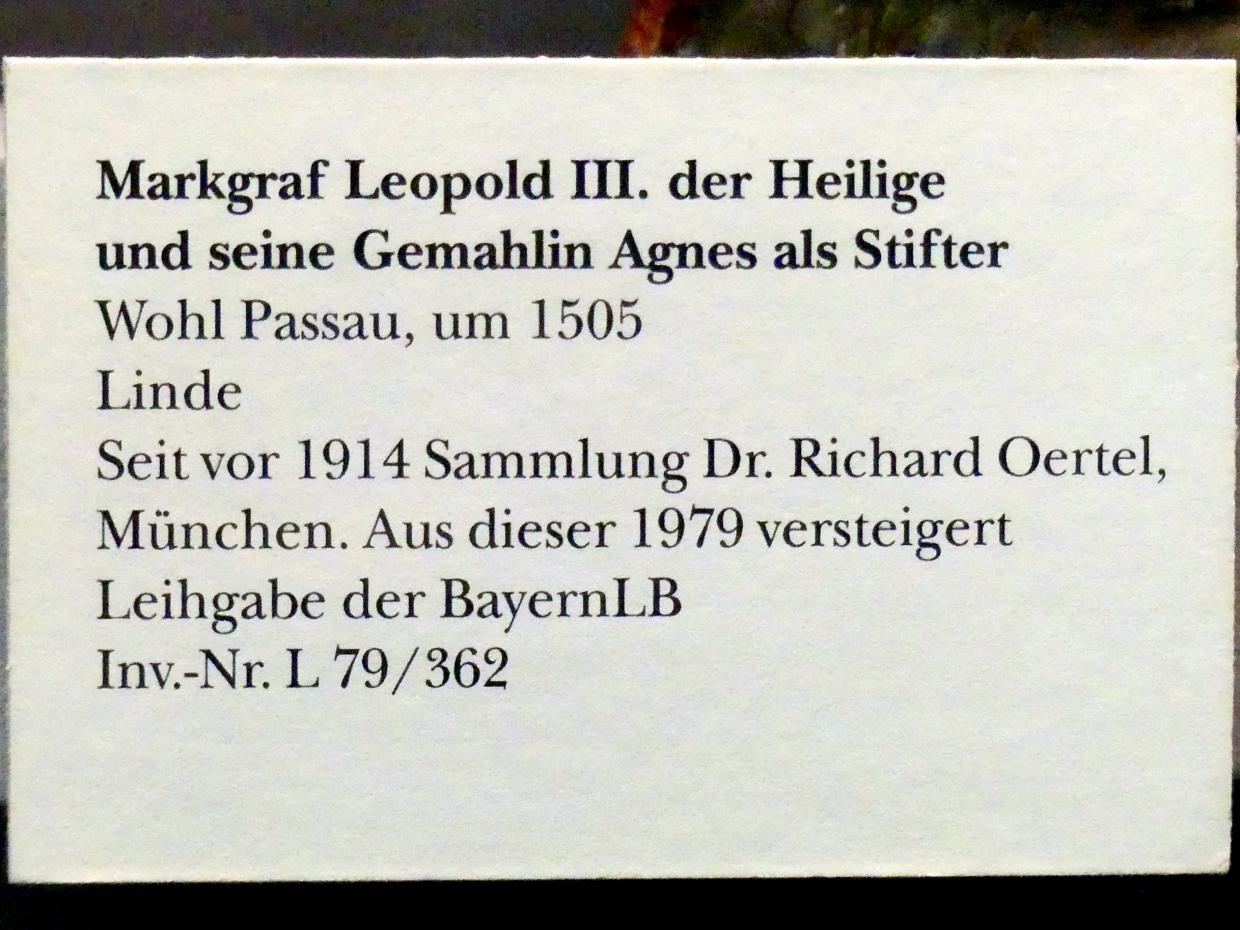 Markgraf Leopold III. der Heilige
und seine Gemahlin Agnes als Stifter
Wohl Passau, um 1505
Linde
Seit vor 1914 Sammlung Dr. Richard Oertel,
München. Aus dieser 1979 versteigert
Leihgabe der BayernLB
Inv.-Nr. L 79/362